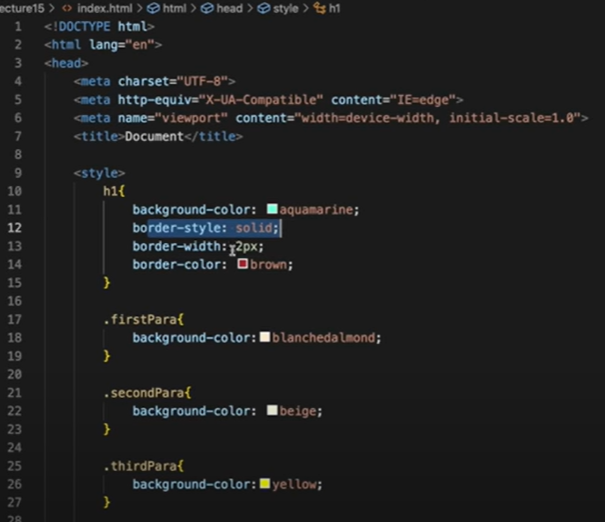 ecture15 > <> index.html > html > head > style > h1
1 <!DOCTYPE html>
2 <html lang="en">
3 <head>
4 <meta charset="UTF-8">
5 <meta http-equiv="X-UA-Compatible" content="IE=edge">
6 <meta name="viewport" content="width=device-width, initial-scale=1.0">
7 <title>Document</title>
8
9 <style>
10 h1{
11 background-color: aquamarine;
12 border-style: solid;
13 border-width: 2px;
14 border-color: brown;
15 }
16
17 .firstPara{
18 background-color: blanchedalmond;
19 }
20
21 .secondPara{
22 background-color: beige;
23 }
24
25 .thirdPara{
26 background-color: yellow;
27 }
28